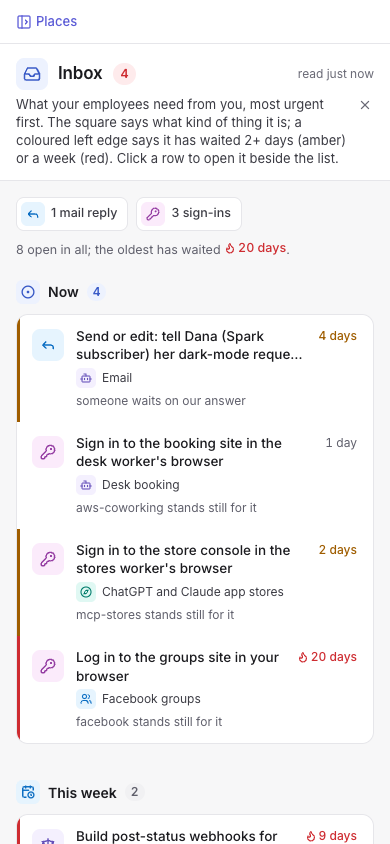 Places
Inbox 4 read just now
What your employees need from you, most urgent
first. The square says what kind of thing it is; a
coloured left edge says it has waited 2+ days (amber)
or a week (red). Click a row to open it beside the list.
1 mail reply 3 sign-ins
8 open in all; the oldest has waited 20 days.
Now 4
Send or edit: tell Dana (Spark 4 days
subscriber) her dark-mode reque...
Email
someone waits on our answer
Sign in to the booking site in the 1 day
desk worker's browser
Desk booking
aws-coworking stands still for it
Sign in to the store console in the 2 days
stores worker's browser
ChatGPT and Claude app stores
mcp-stores stands still for it
Log in to the groups site in your 20 days
browser
Facebook groups
facebook stands still for it
This week 2
Build post-status webhooks for 9 days